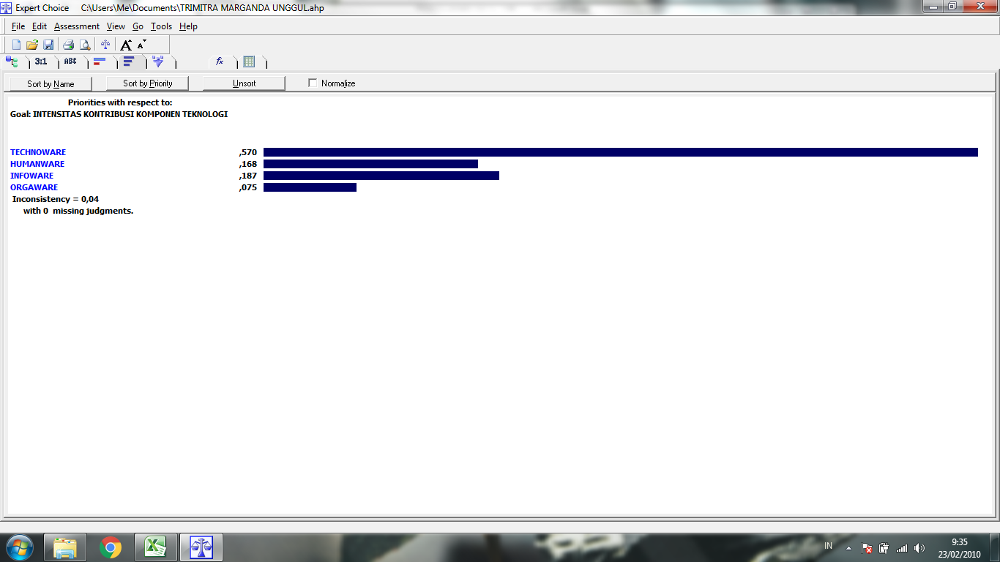 Expert Choice C:\Users\Me\Documents\TRIMITRA MARGANDA UNGGUL.ahp
File Edit Assessment View Go Tools Help
A A
3:1 ABC fx
Sort by Name Sort by Priority Unsort Normalize
Priorities with respect to:
Goal: INTENSITAS KONTRIBUSI KOMPONEN TEKNOLOGI
TECHNOWARE ,570
HUMANWARE ,168
INFOWARE ,187
ORGAWARE ,075
Inconsistency = 0,04
with 0 missing judgments.
IN 9:35
23/02/2010